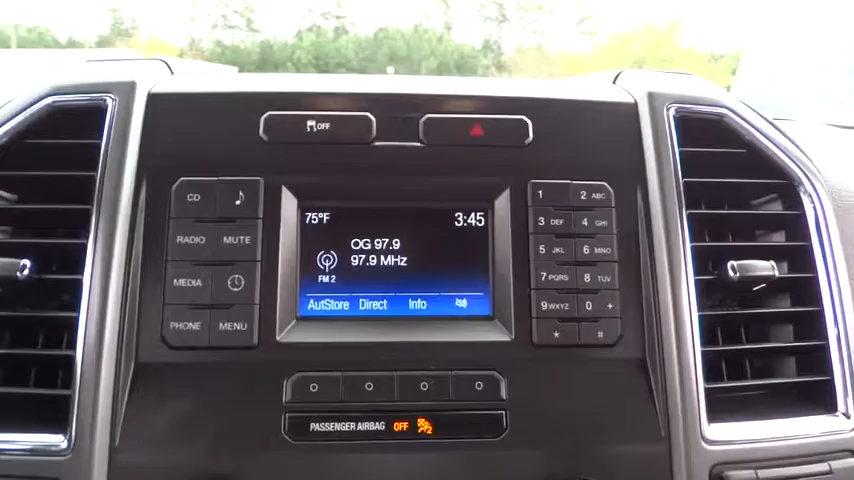 OFF
CD
RADIO MUTE
MEDIA
PHONE MENU
75°F 3:45
OG 97.9
97.9 MHz
FM 2
AutStore Direct Info
1 2 ABC
3 DEF 4 GHI
5 JKL 6 MNO
7 PQRS 8 TUV
9 WXYZ 0 +
* #
PASSENGER AIRBAG OFF 2